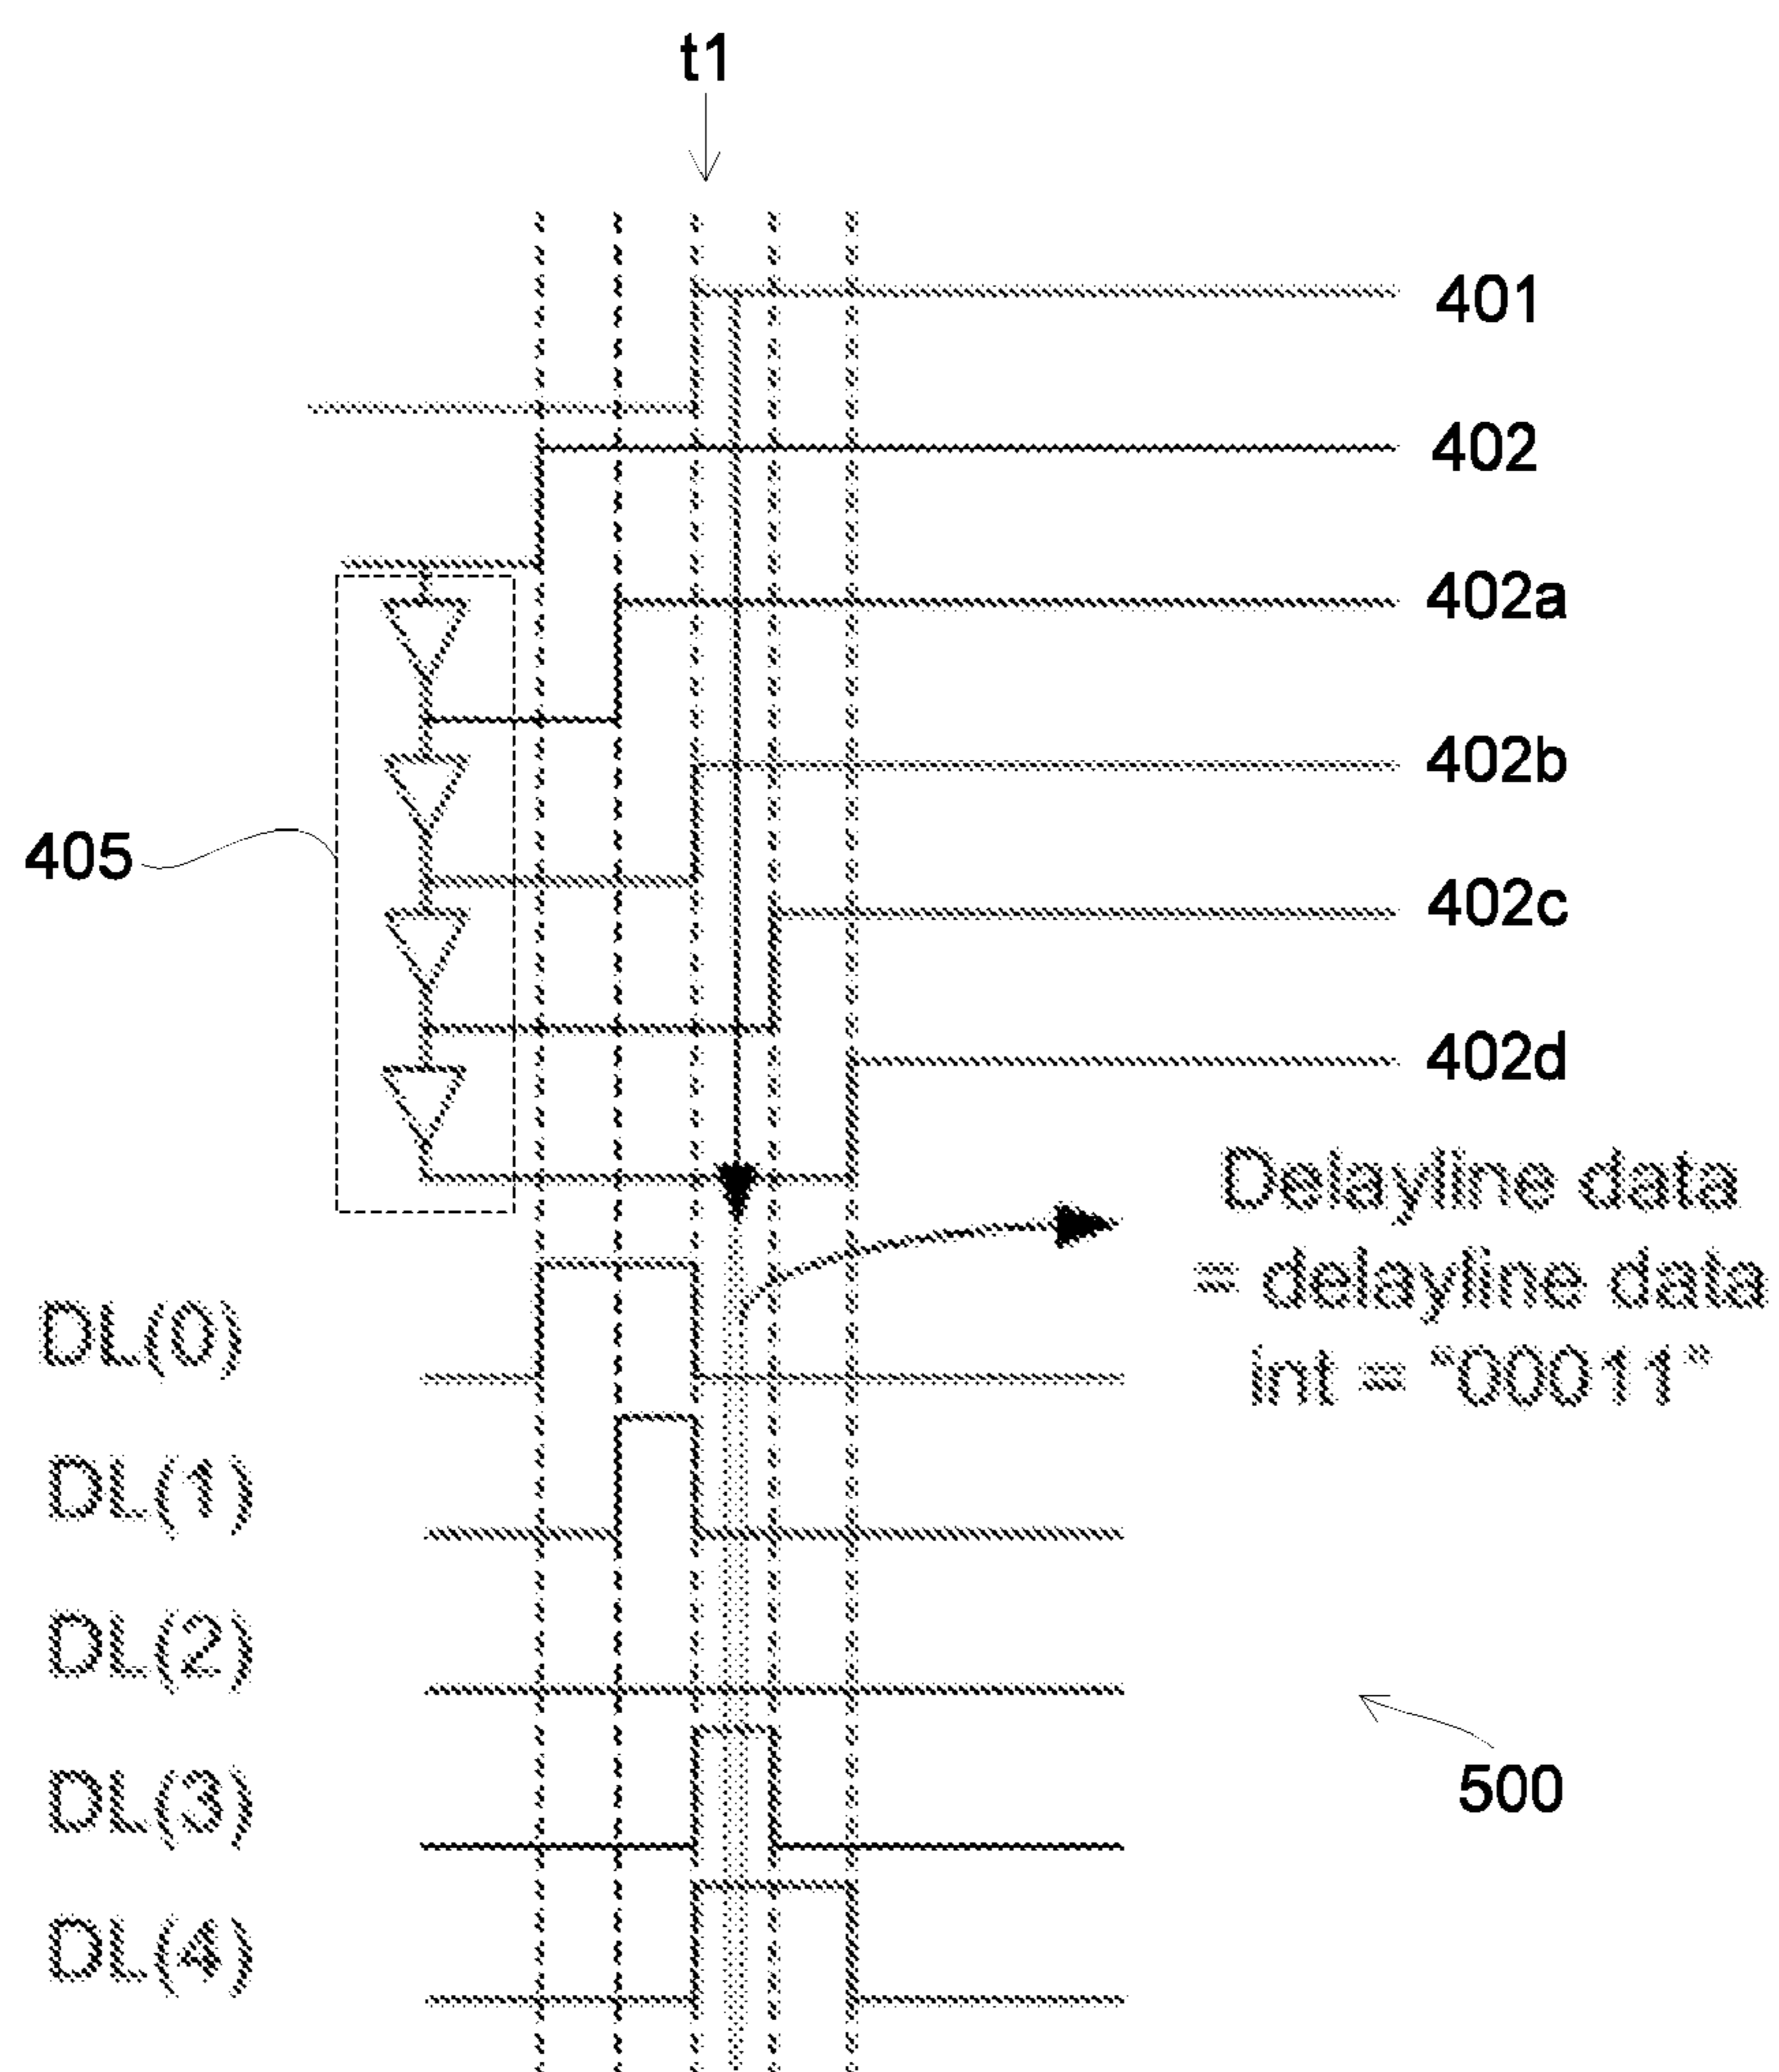 t1
401
402
402a
402b
405
402c
402d
Delayline data
= delayline data
int = "00011"
DL(0)
DL(1)
DL(2)
DL(3)
500
DL(4)